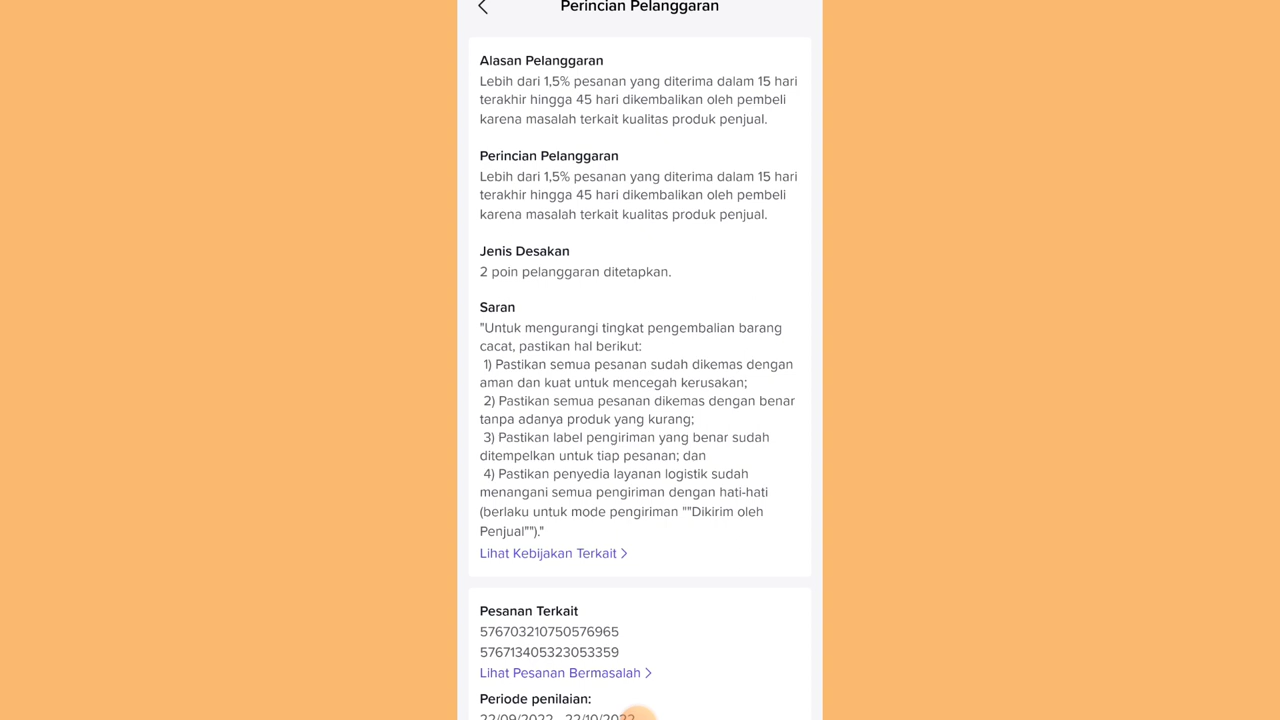 Perincian Pelanggaran
Alasan Pelanggaran
Lebih dari 1,5% pesanan yang diterima dalam 15 hari
terakhir hingga 45 hari dikembalikan oleh pembeli
karena masalah terkait kualitas produk penjual.
Perincian Pelanggaran
Lebih dari 1,5% pesanan yang diterima dalam 15 hari
terakhir hingga 45 hari dikembalikan oleh pembeli
karena masalah terkait kualitas produk penjual.
Jenis Desakan
2 poin pelanggaran ditetapkan.
Saran
"Untuk mengurangi tingkat pengembalian barang
cacat, pastikan hal berikut:
1) Pastikan semua pesanan sudah dikemas dengan
aman dan kuat untuk mencegah kerusakan;
2) Pastikan semua pesanan dikemas dengan benar
tanpa adanya produk yang kurang;
3) Pastikan label pengiriman yang benar sudah
ditempelkan untuk tiap pesanan; dan
4) Pastikan penyedia layanan logistik sudah
menangani semua pengiriman dengan hati-hati
(berlaku untuk mode pengiriman ""Dikirim oleh
Penjual"")."
Lihat Kebijakan Terkait >
Pesanan Terkait
576703210750576965
576713405323053359
Lihat Pesanan Bermasalah >
Periode penilaian:
22/09/2022 - 22/10/2022